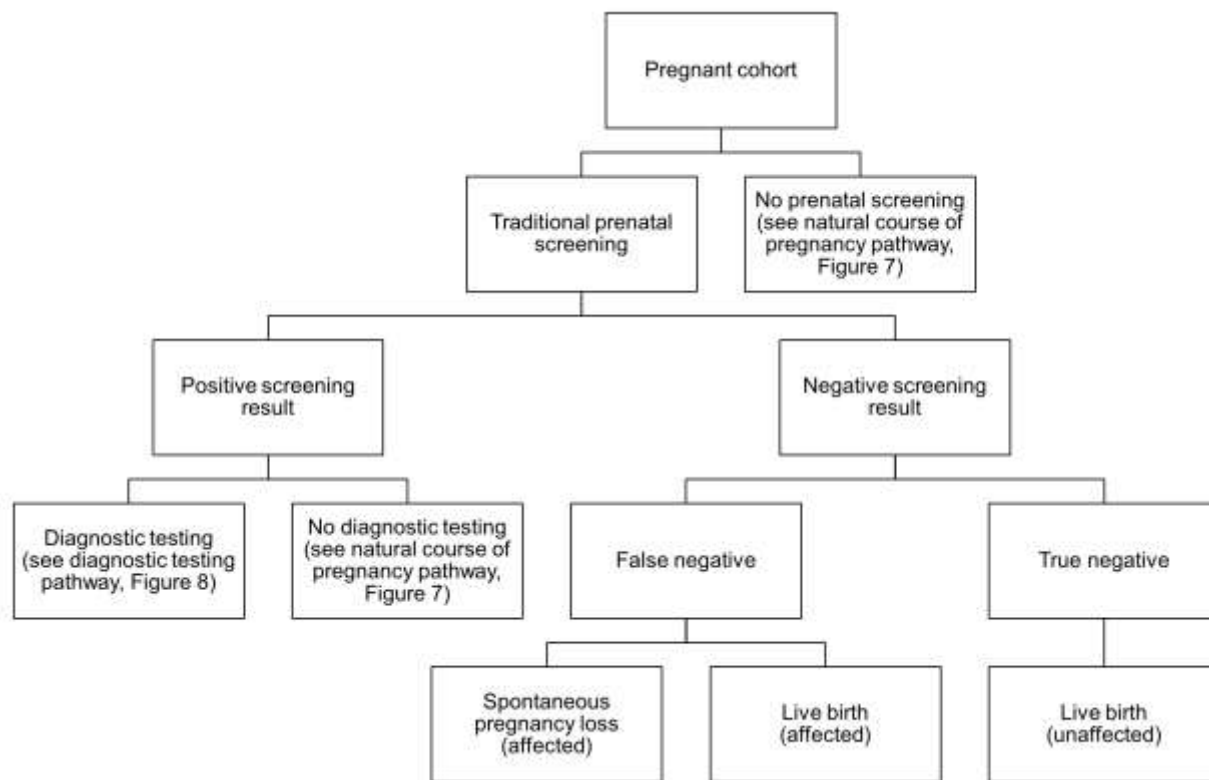 Pregnant cohort
Traditional prenatal
screening
No prenatal screening
(see natural course of
pregnancy pathway,
Figure 7)
Positive screening
result
Negative screening
result
Diagnostic testing
(see diagnostic testing
pathway, Figure 8)
No diagnostic testing
(see natural course of
pregnancy pathway,
Figure 7)
False negative
True negative
Spontaneous
pregnancy loss
(affected)
Live birth
(affected)
Live birth
(unaffected)